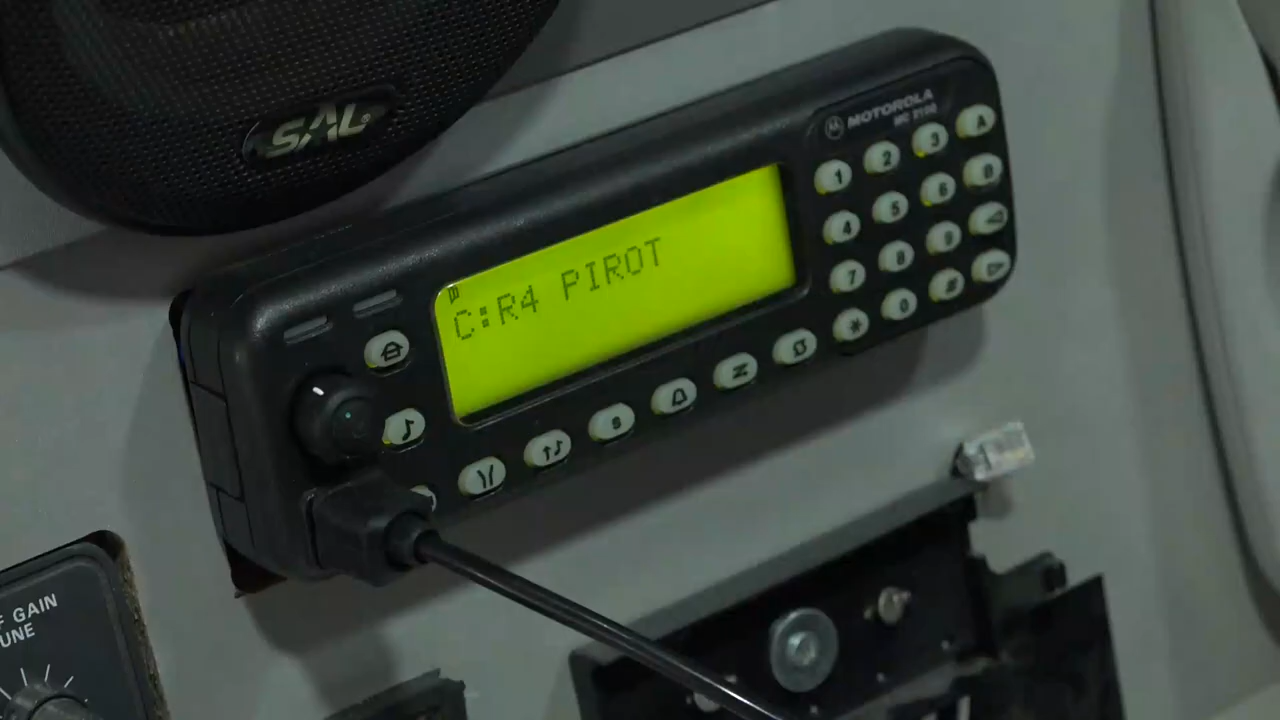 SAL
MOTOROLA
C:R4 PIROT
1 2 3 A
4 5 6 B
7 8 9
* 0 #
S
F GAIN
UNE